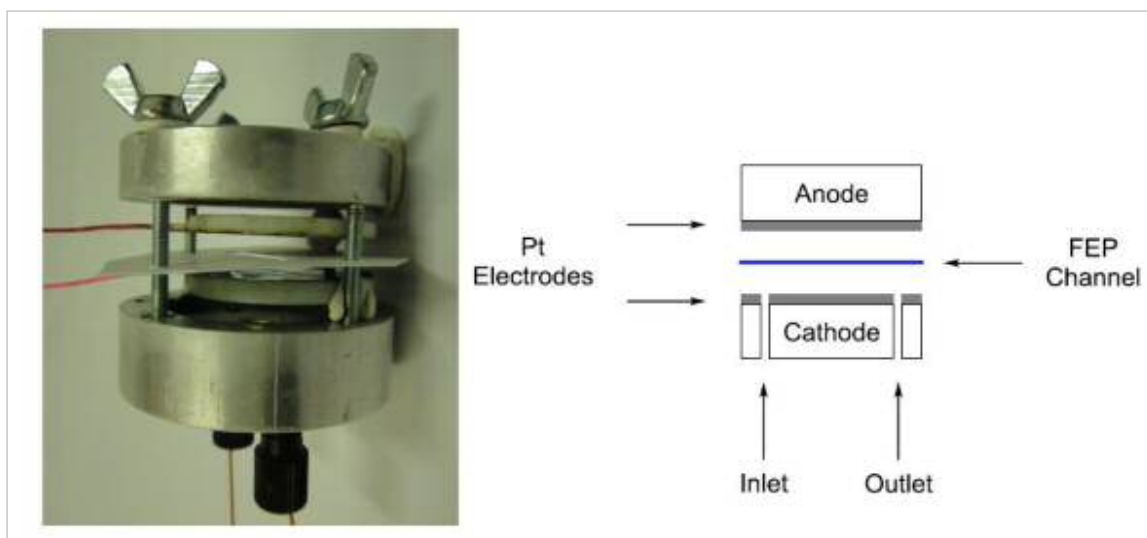 Anode
Pt
Electrodes
FEP
Channel
Cathode
Inlet
Outlet